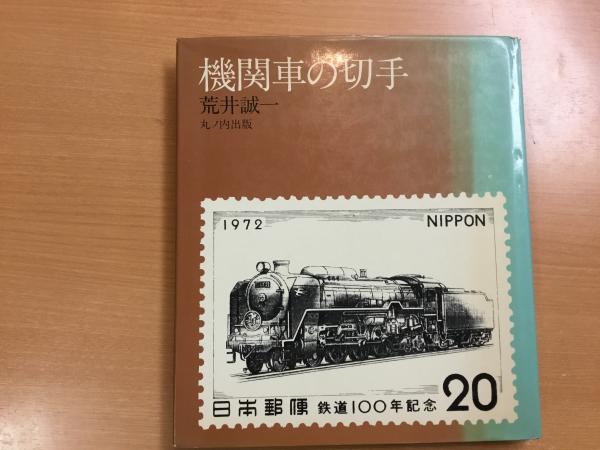 機関車の切手
荒井誠一
丸ノ内出版
1972 NIPPON
日本郵便 鉄道100年記念 20